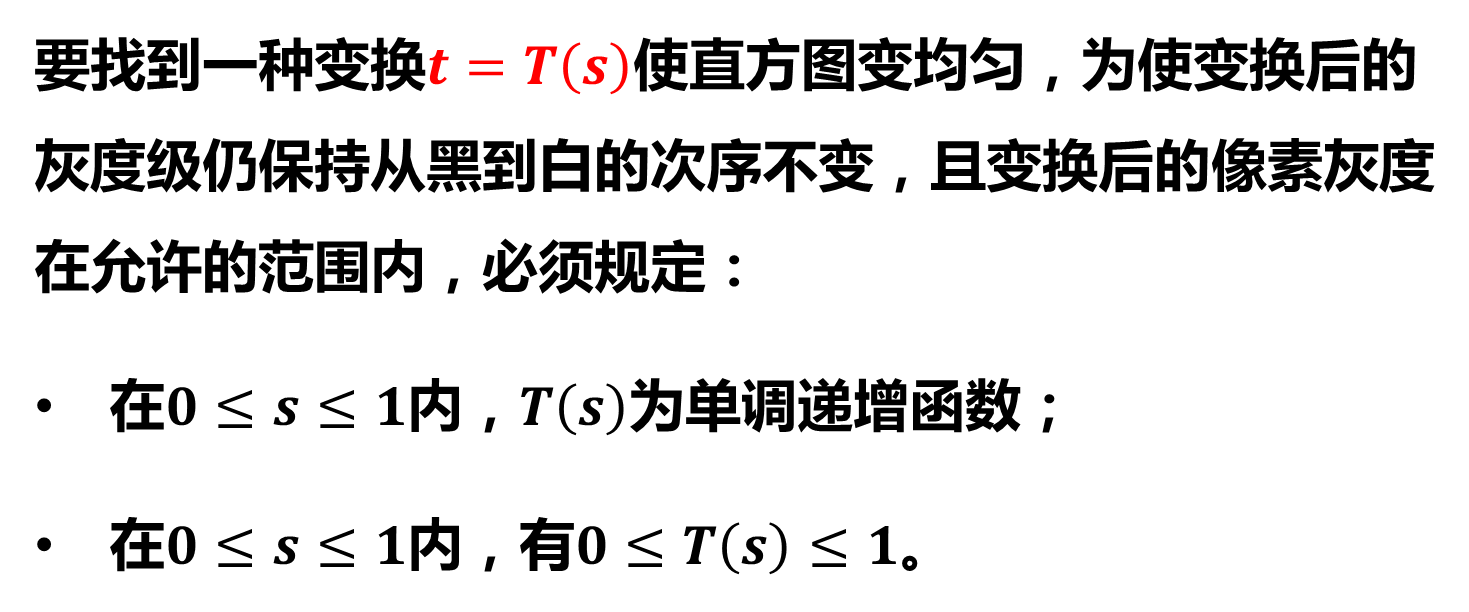 要找到一种变换t = T(s)使直方图变均匀，为使变换后的
灰度级仍保持从黑到白的次序不变，且变换后的像素灰度
在允许的范围内，必须规定：
• 在0 ≤ s ≤ 1内，T(s)为单调递增函数；
• 在0 ≤ s ≤ 1内，有0 ≤ T(s) ≤ 1。